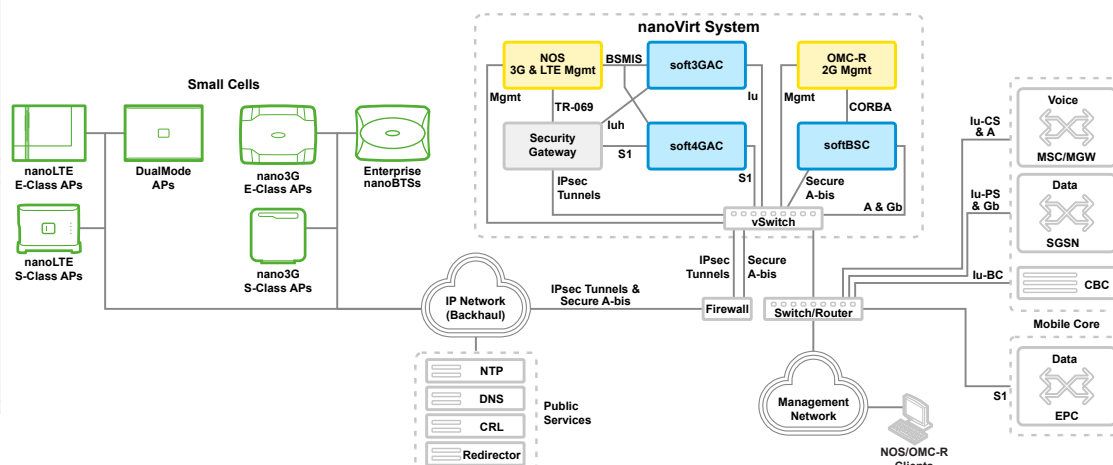 nanoVirt System
NOS
3G & LTE Mgmt
BSMIS
soft3GAC
OMC-R
2G Mgmt
Mgmt
TR-069
Iu
Mgmt
CORBA
Iuh
Security
Gateway
S1
soft4GAC
softBSC
IPsec
Tunnels
S1
Secure
A-bis
A & Gb
vSwitch
Small Cells
nanoLTE
E-Class APs
DualMode
APs
nano3G
E-Class APs
Enterprise
nanoBTSs
nanoLTE
S-Class APs
nano3G
S-Class APs
IPsec
Tunnels
Secure
A-bis
IP Network
(Backhaul)
IPsec Tunnels &
Secure A-bis
Firewall
Switch/Router
NTP
DNS
CRL
Redirector
Public
Services
Management
Network
NOS/OMC-R
Clients
Iu-CS
& A
Voice
MSC/MGW
Iu-PS
& Gb
Data
SGSN
Iu-BC
CBC
Mobile Core
Data
S1
EPC